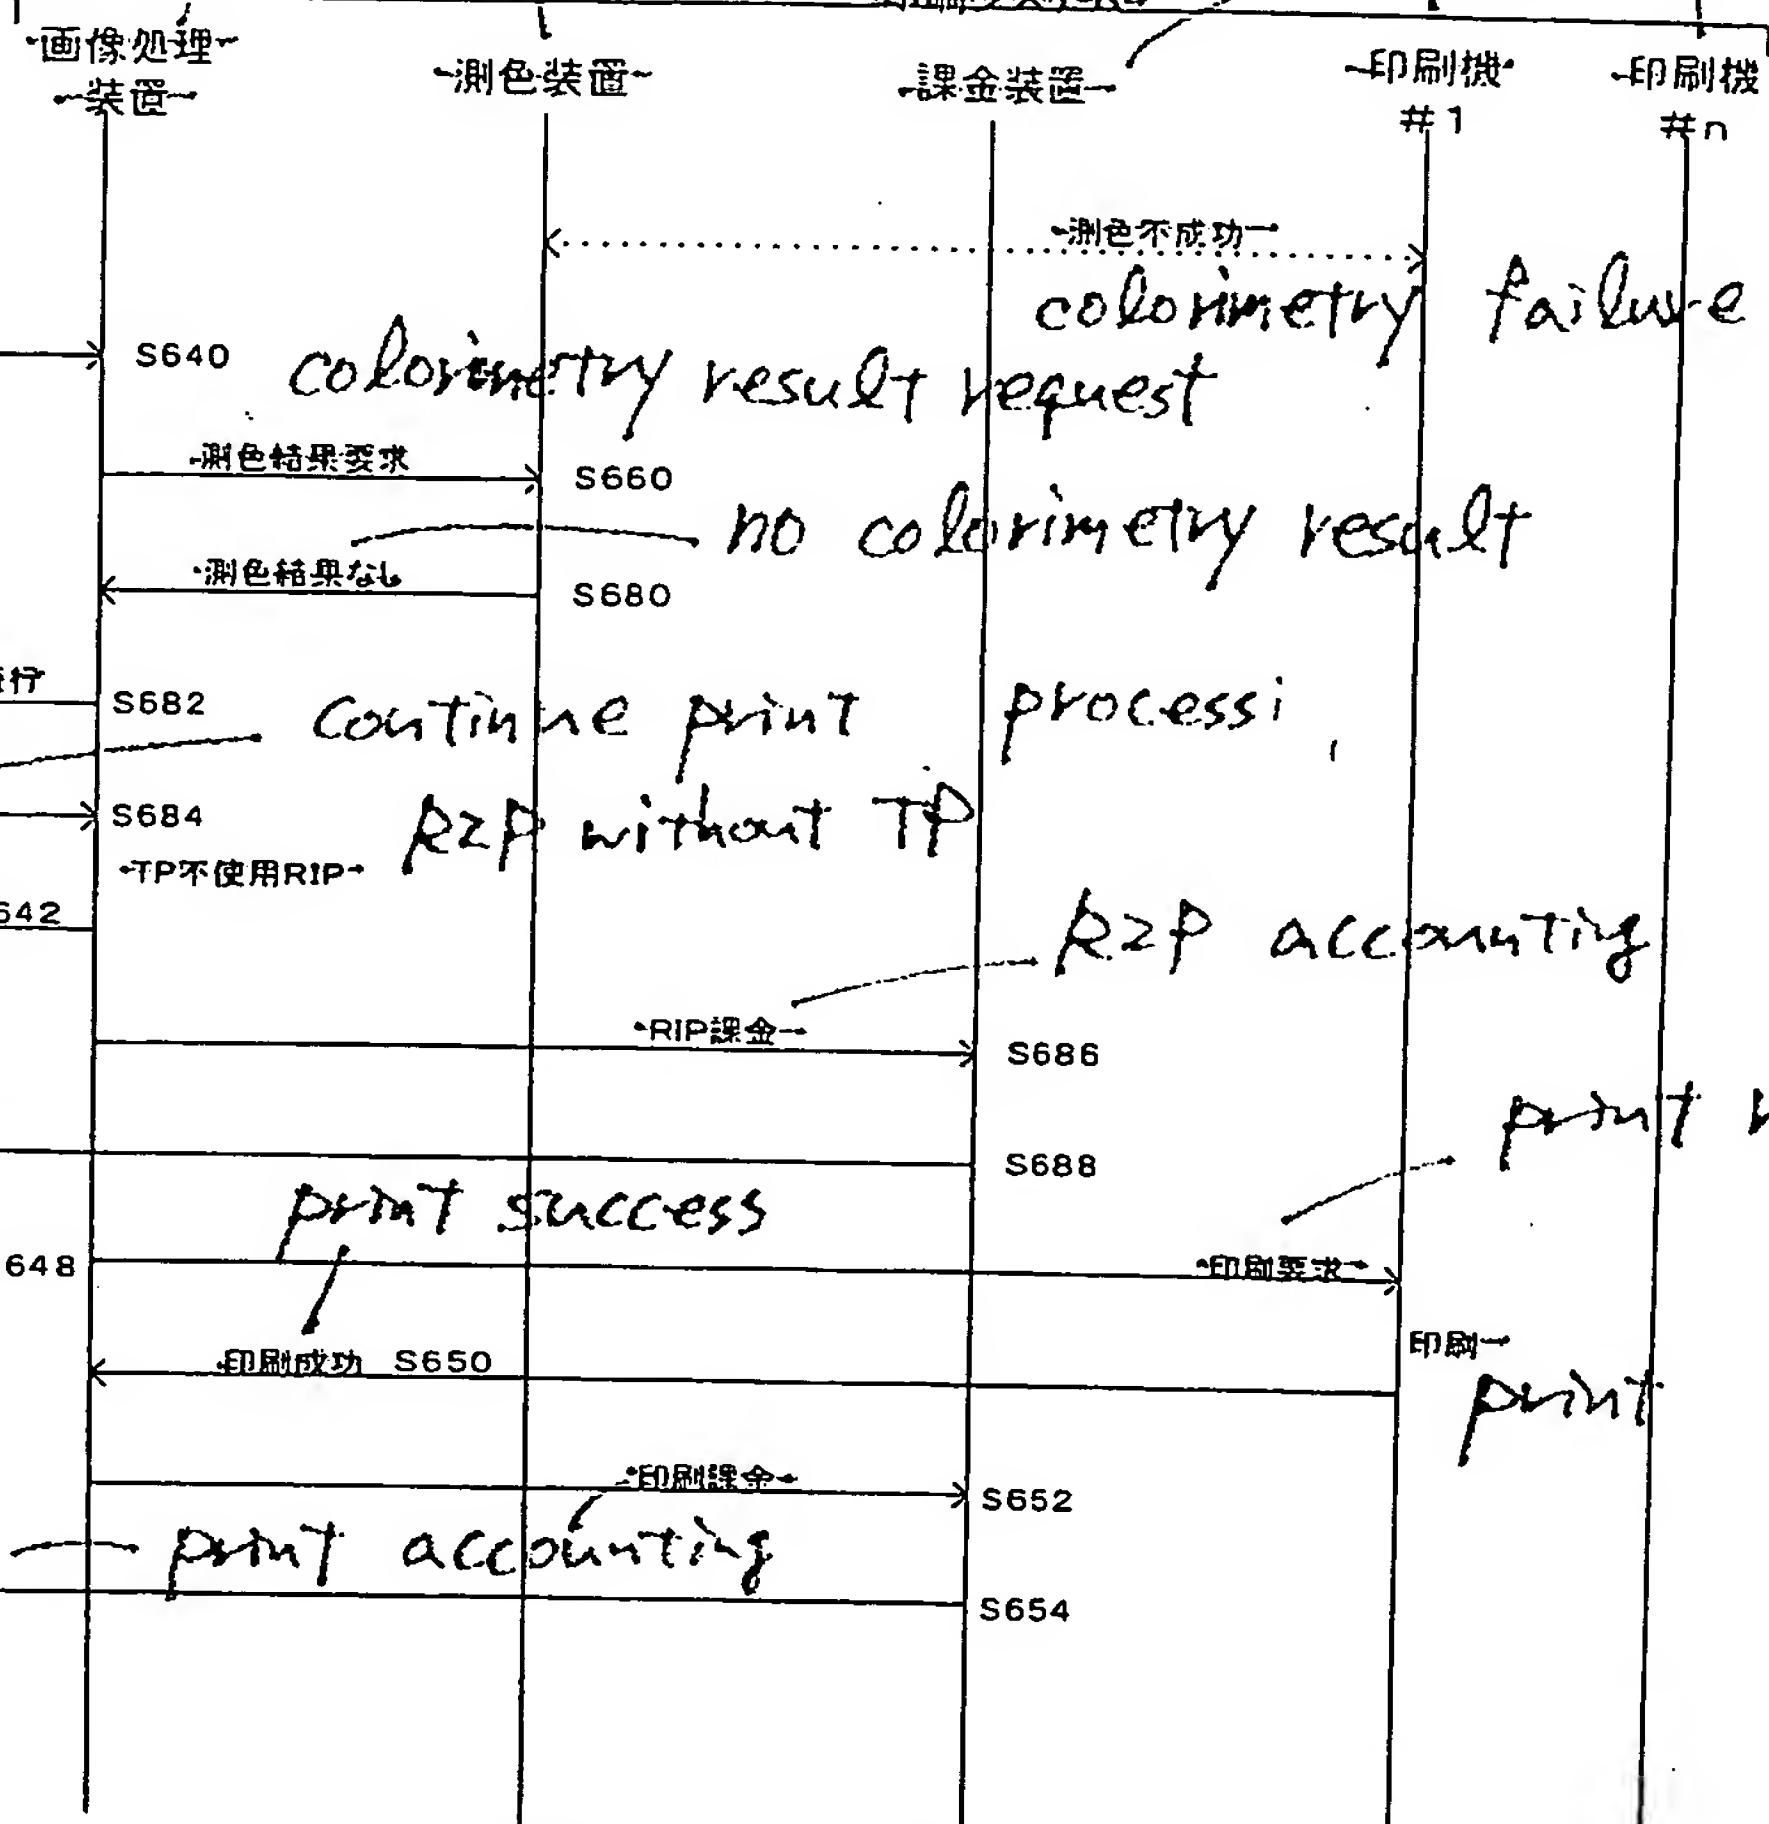 画像処理
装置
測色装置
課金装置
印刷機
#1
印刷機
#n
測色不成功
colorimetry failure
S640
colorimetry result request
測色結果要求
S660
no colorimetry result
測色結果なし
S680
行
S682
continue print processi
S684
RIP without TP
TP不使用RIP
642
RIP accounting
RIP課金
S686
print
S688
print success
648
印刷要求
印刷成功 S650
印刷
print
印刷課金
S652
print accounting
S654